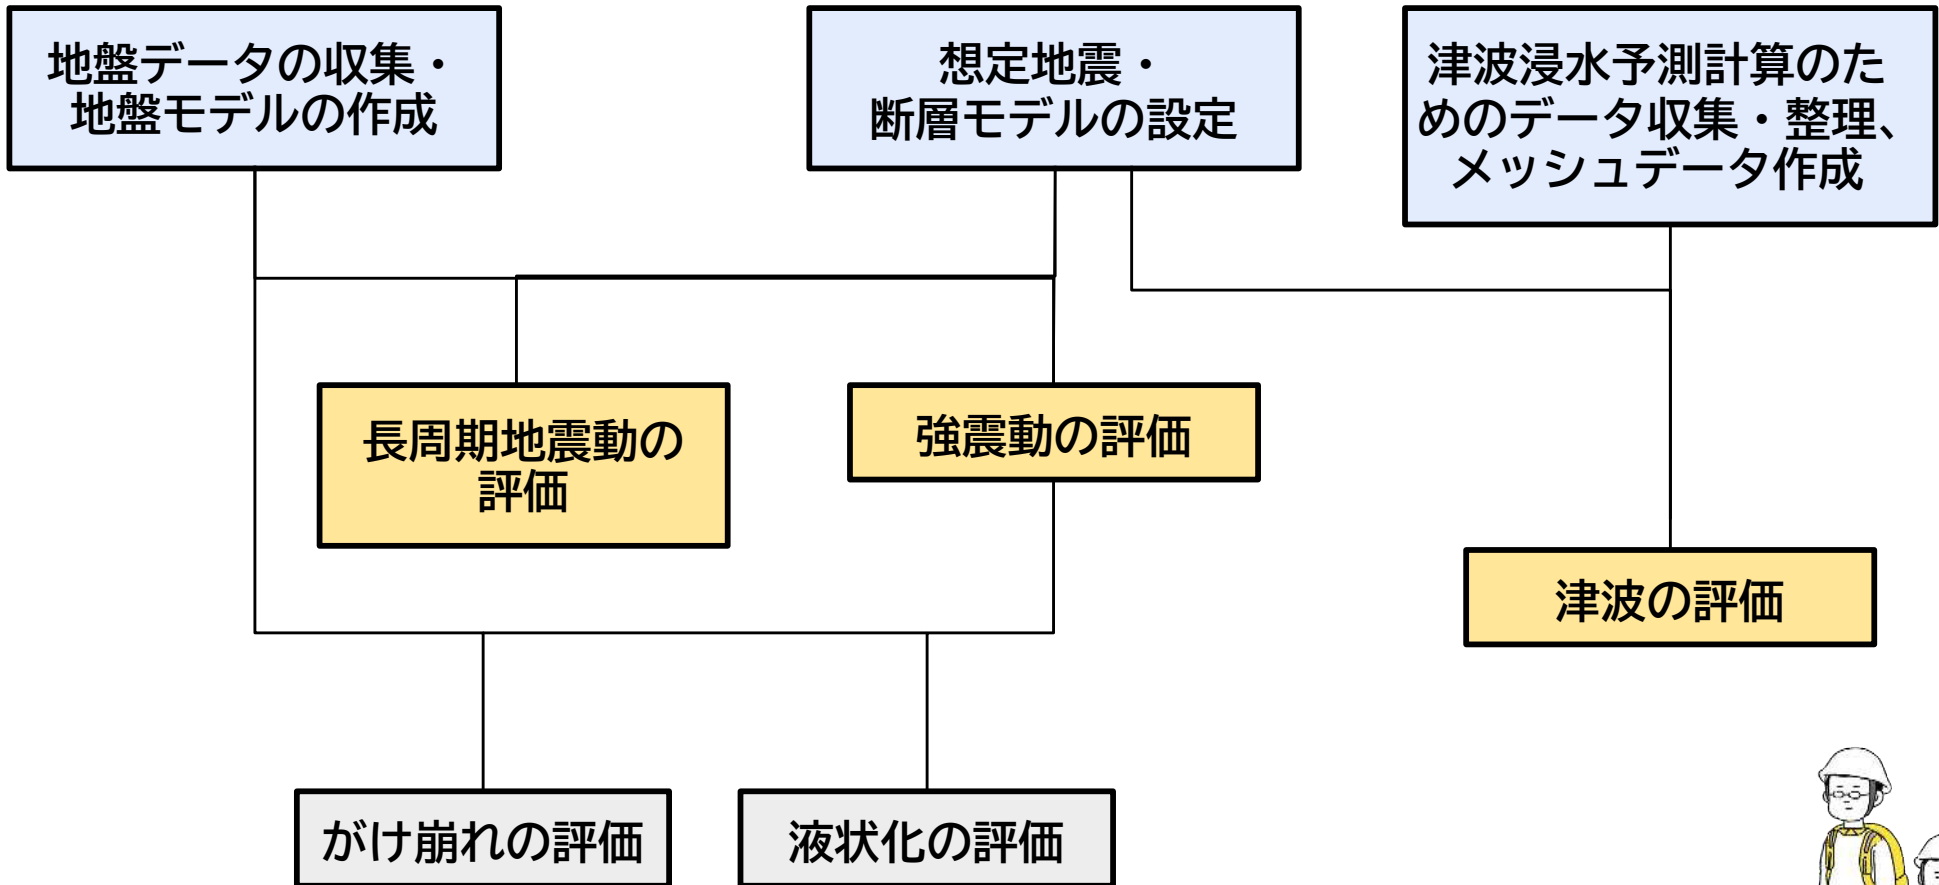 地盤データの収集・
地盤モデルの作成
想定地震・
断層モデルの設定
津波浸水予測計算のた
めのデータ収集・整理、
メッシュデータ作成
長周期地震動の
評価
強震動の評価
津波の評価
がけ崩れの評価
液状化の評価